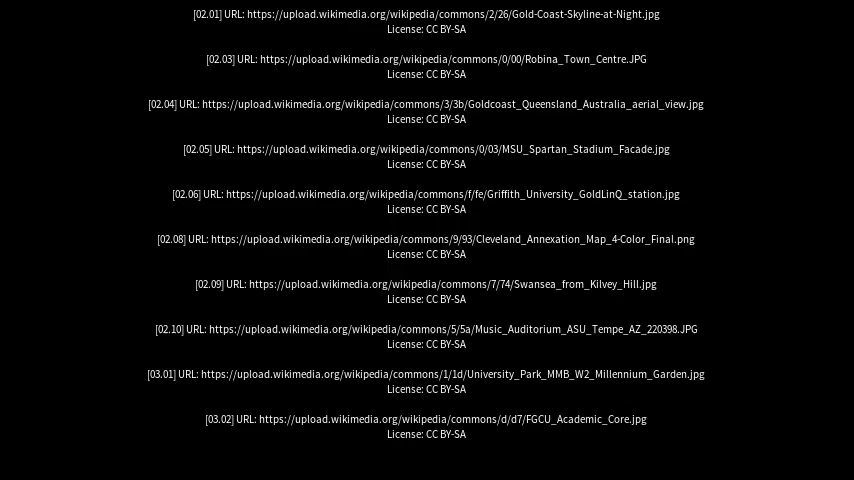 [02.01] URL: https://upload.wikimedia.org/wikipedia/commons/2/26/Gold-Coast-Skyline-at-Night.jpg
License: CC BY-SA
[02.03] URL: https://upload.wikimedia.org/wikipedia/commons/0/00/Robina_Town_Centre.JPG
License: CC BY-SA
[02.04] URL: https://upload.wikimedia.org/wikipedia/commons/3/3b/Goldcoast_Queensland_Australia_aerial_view.jpg
License: CC BY-SA
[02.05] URL: https://upload.wikimedia.org/wikipedia/commons/0/03/MSU_Spartan_Stadium_Facade.jpg
License: CC BY-SA
[02.06] URL: https://upload.wikimedia.org/wikipedia/commons/f/fe/Griffith_University_GoldLinQ_station.jpg
License: CC BY-SA
[02.08] URL: https://upload.wikimedia.org/wikipedia/commons/9/93/Cleveland_Annexation_Map_4-Color_Final.png
License: CC BY-SA
[02.09] URL: https://upload.wikimedia.org/wikipedia/commons/7/74/Swansea_from_Kilvey_Hill.jpg
License: CC BY-SA
[02.10] URL: https://upload.wikimedia.org/wikipedia/commons/5/5a/Music_Auditorium_ASU_Tempe_AZ_220398.JPG
License: CC BY-SA
[03.01] URL: https://upload.wikimedia.org/wikipedia/commons/1/1d/University_Park_MMB_W2_Millennium_Garden.jpg
License: CC BY-SA
[03.02] URL: https://upload.wikimedia.org/wikipedia/commons/d/d7/FGCU_Academic_Core.jpg
License: CC BY-SA